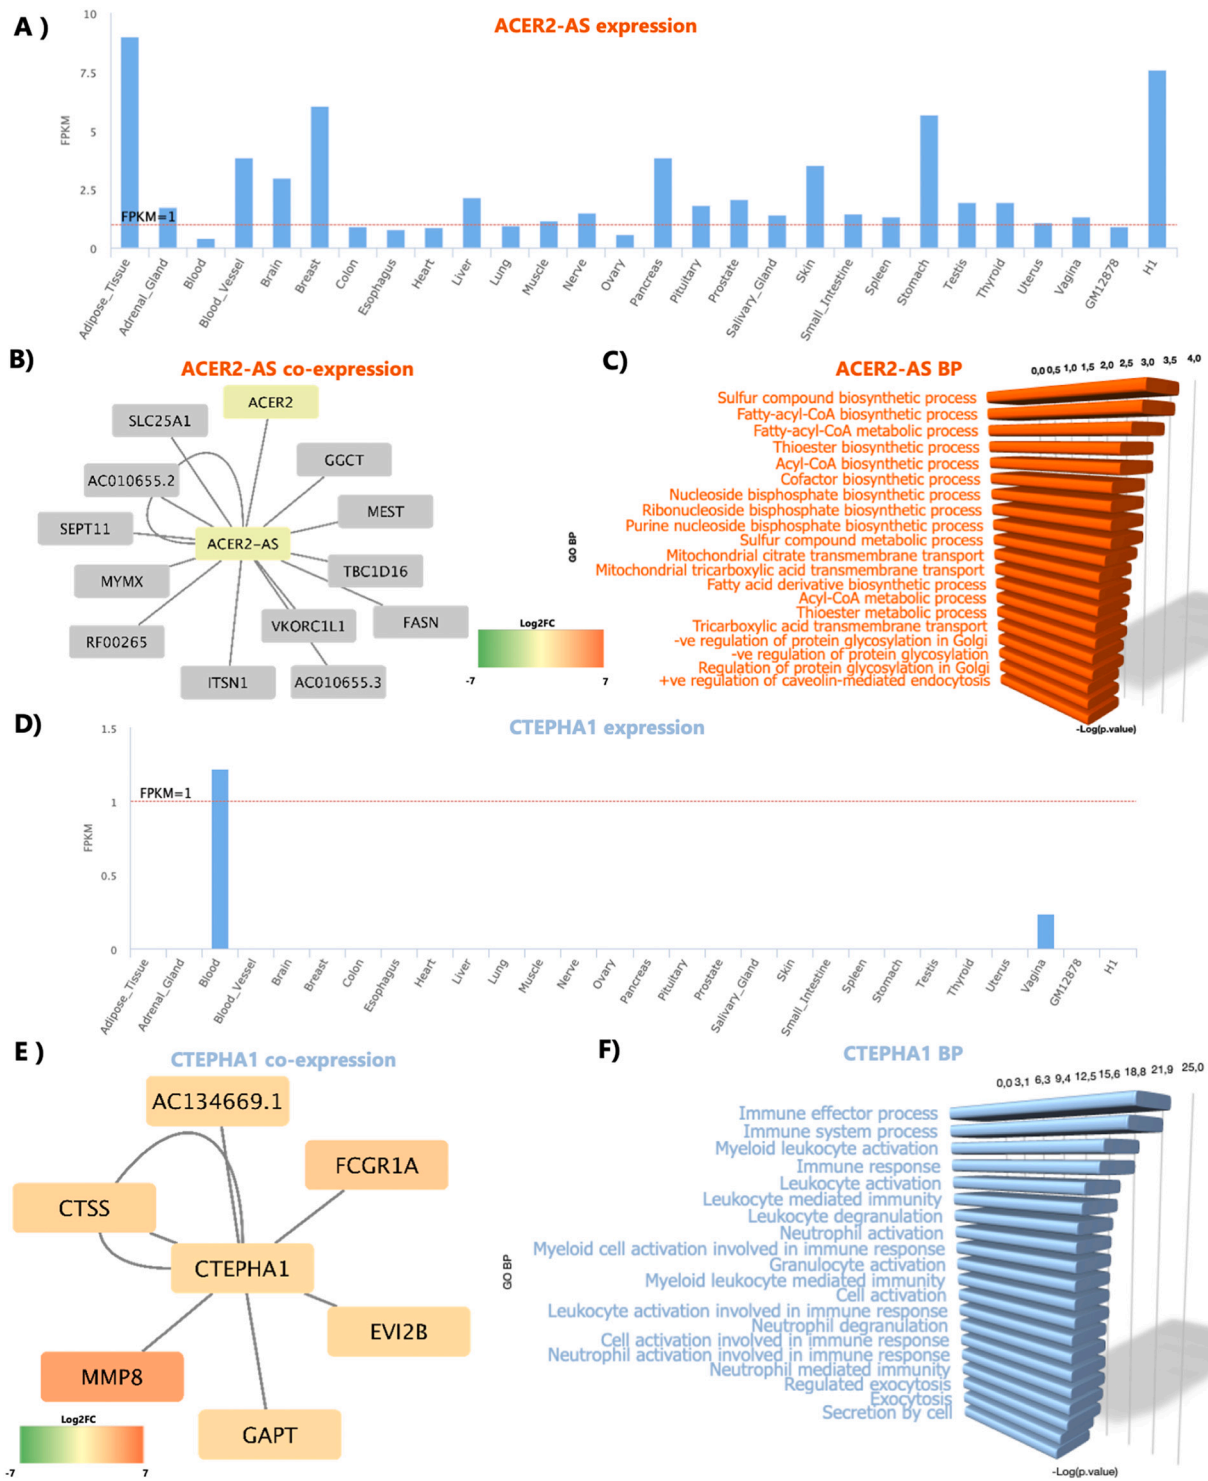 A )
ACER2-AS expression
10
7.5
5
2.5
0
FPKM
FPKM=1
Adipose_Tissue
Adrenal_Gland
Blood
Blood_Vessel
Brain
Breast
Colon
Esophagus
Heart
Liver
Lung
Muscle
Nerve
Ovary
Pancreas
Pituitary
Prostate
Salivary_Gland
Skin
Small_Intestine
Spleen
Stomach
Testis
Thyroid
Uterus
Vagina
GM12878
H1
B)
ACER2-AS co-expression
ACER2
SLC25A1
GGCT
AC010655.2
MEST
SEPT11
ACER2-AS
TBC1D16
MYMX
FASN
VKORC1L1
RF00265
ITSN1
AC010655.3
Log2FC
-7 7
C)
ACER2-AS BP
0,0 0,5 1,0 1,5 2,0 2,5 3,0 3,5 4,0
GO BP
Sulfur compound biosynthetic process
Fatty-acyl-CoA biosynthetic process
Fatty-acyl-CoA metabolic process
Thioester biosynthetic process
Acyl-CoA biosynthetic process
Cofactor biosynthetic process
Nucleoside bisphosphate biosynthetic process
Ribonucleoside bisphosphate biosynthetic process
Purine nucleoside bisphosphate biosynthetic process
Sulfur compound metabolic process
Mitochondrial citrate transmembrane transport
Mitochondrial tricarboxylic acid transmembrane transport
Fatty acid derivative biosynthetic process
Acyl-CoA metabolic process
Thioester metabolic process
Tricarboxylic acid transmembrane transport
-ve regulation of protein glycosylation in Golgi
-ve regulation of protein glycosylation
Regulation of protein glycosylation in Golgi
+ve regulation of caveolin-mediated endocytosis
-Log(p.value)
D)
CTEPHA1 expression
1.5
1
0.5
0
FPKM
FPKM=1
Adipose_Tissue
Adrenal_Gland
Blood
Blood_Vessel
Brain
Breast
Colon
Esophagus
Heart
Liver
Lung
Muscle
Nerve
Ovary
Pancreas
Pituitary
Prostate
Salivary_Gland
Skin
Small_Intestine
Spleen
Stomach
Testis
Thyroid
Uterus
Vagina
GM12878
H1
E )
CTEPHA1 co-expression
AC134669.1
FCGR1A
CTSS
CTEPHA1
EVI2B
MMP8
GAPT
Log2FC
-7 7
F)
CTEPHA1 BP
0,0 3,1 6,3 9,4 12,5 15,6 18,8 21,9 25,0
GO BP
Immune effector process
Immune system process
Myeloid leukocyte activation
Immune response
Leukocyte activation
Leukocyte mediated immunity
Leukocyte degranulation
Neutrophil activation
Myeloid cell activation involved in immune response
Granulocyte activation
Myeloid leukocyte mediated immunity
Cell activation
Leukocyte activation involved in immune response
Neutrophil degranulation
Cell activation involved in immune response
Neutrophil activation involved in immune response
Neutrophil mediated immunity
Regulated exocytosis
Exocytosis
Secretion by cell
-Log(p.value)